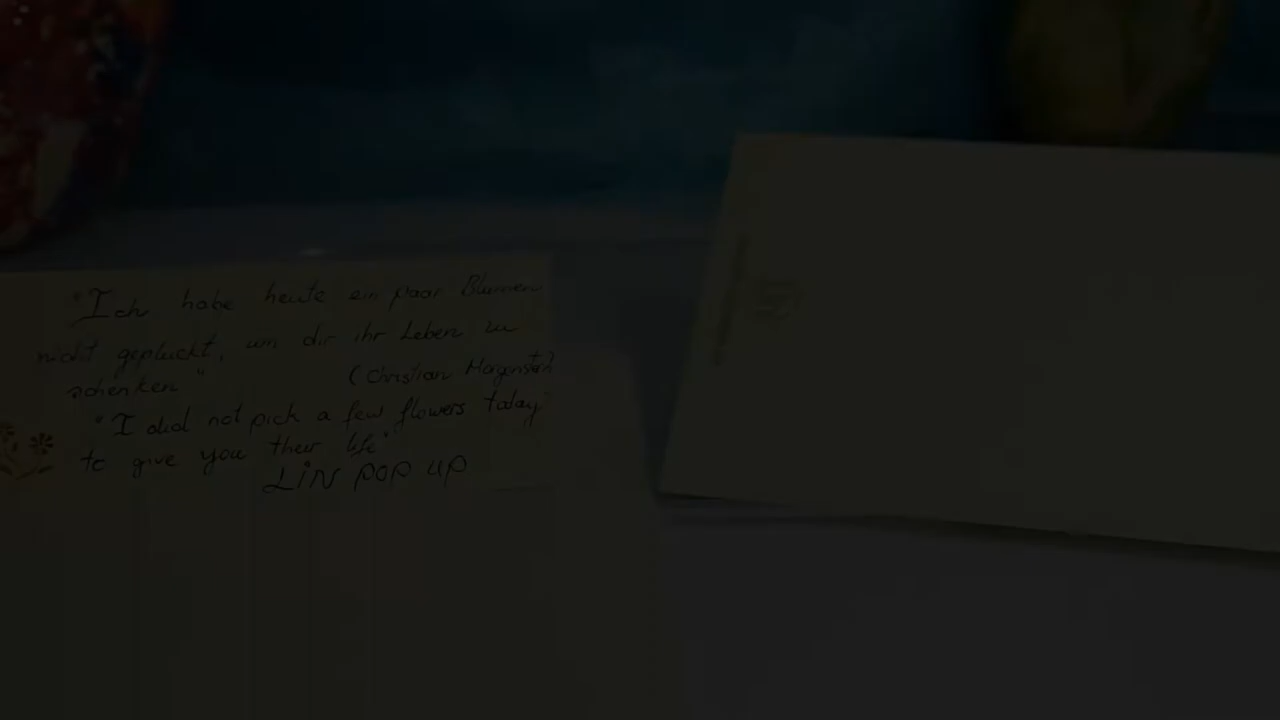 "Ich habe heute ein paar Blumen
nicht gepluckt, um dir ihr Leben zu
schenken"
(Christian Morgenstern)
"I did not pick a few flowers today"
to give you their life"
LiN POP UP